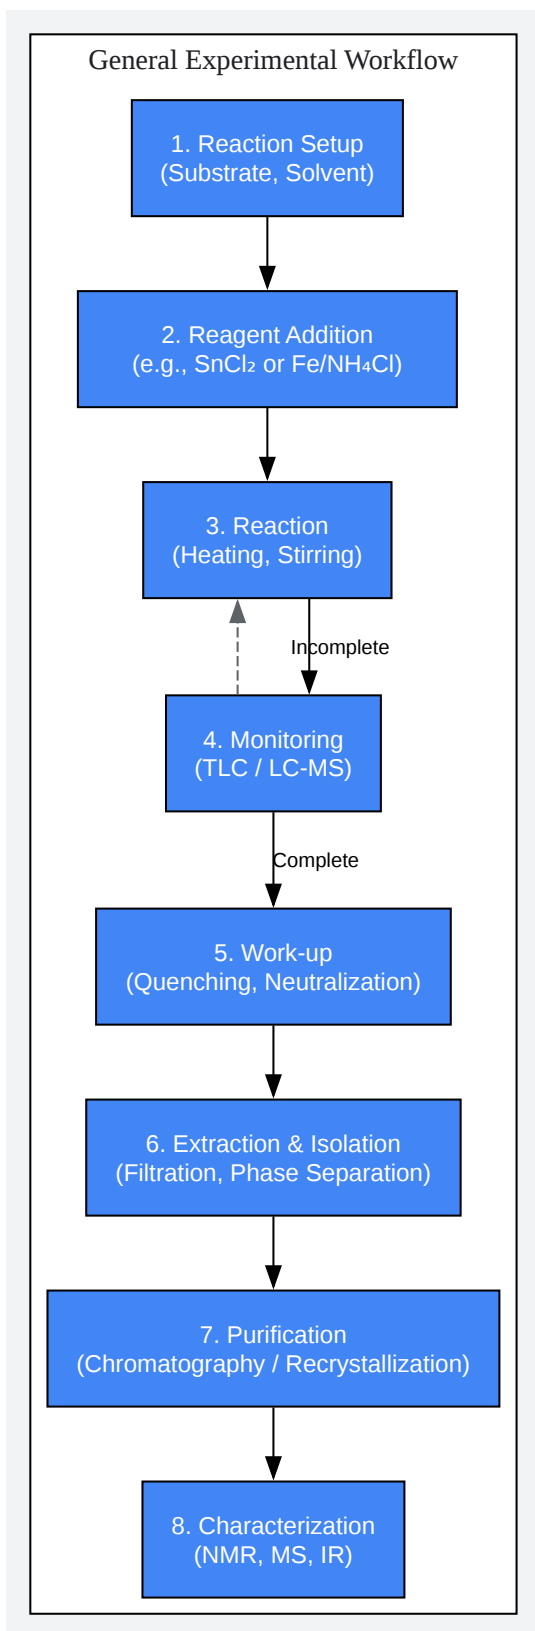 General Experimental Workflow
1. Reaction Setup
(Substrate, Solvent)
2. Reagent Addition
(e.g., SnCl₂ or Fe/NH₄Cl)
3. Reaction
(Heating, Stirring)
Incomplete
4. Monitoring
(TLC / LC-MS)
Complete
5. Work-up
(Quenching, Neutralization)
6. Extraction & Isolation
(Filtration, Phase Separation)
7. Purification
(Chromatography / Recrystallization)
8. Characterization
(NMR, MS, IR)